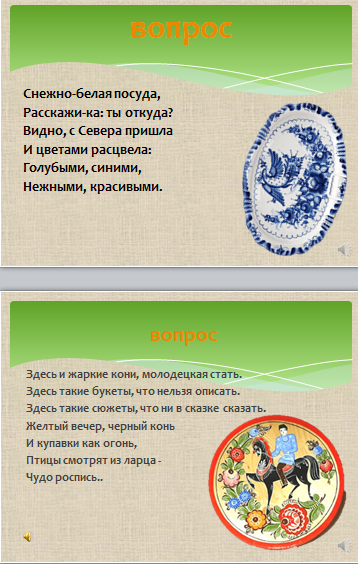 вопрос
Снежно-белая посуда,
Расскажи-ка: ты откуда?
Видно, с Севера пришла
И цветами расцвела:
Голубыми, синими,
Нежными, красивыми.
вопрос
Здесь и жаркие кони, молодецкая стать.
Здесь такие букеты, что нельзя описать.
Здесь такие сюжеты, что ни в сказке сказать.
Желтый вечер, черный конь
И купавки как огонь,
Птицы смотрят из ларца -
Чудо роспись..